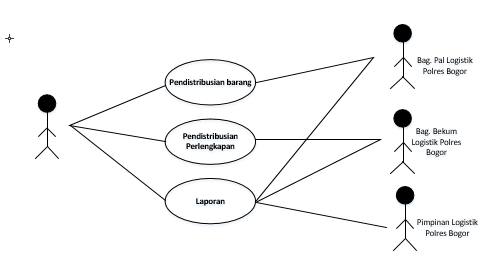 Pendistribusian barang
Pendistribusian
Perlengkapan
Laporan
Bag. Pal Logistik
Polres Bogor
Bag. Bekum
Logistik Polres
Bogor
Pimpinan Logistik
Polres Bogor